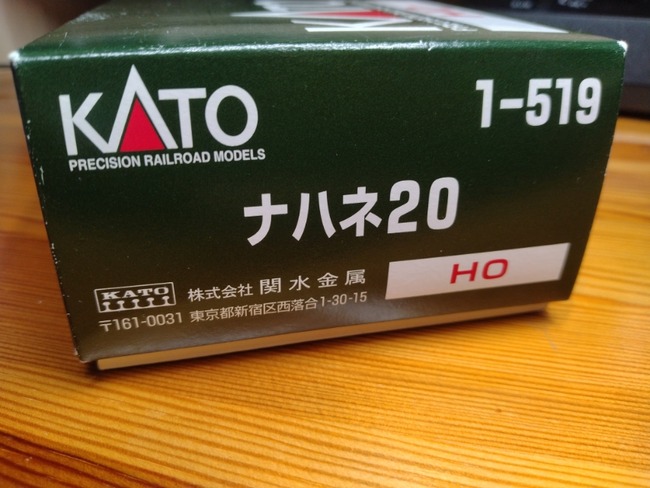 KATO
PRECISION RAILROAD MODELS
1-519
ナハネ20
HO
KATO
株式会社 関水金属
〒161-0031 東京都新宿区西落合1-30-15